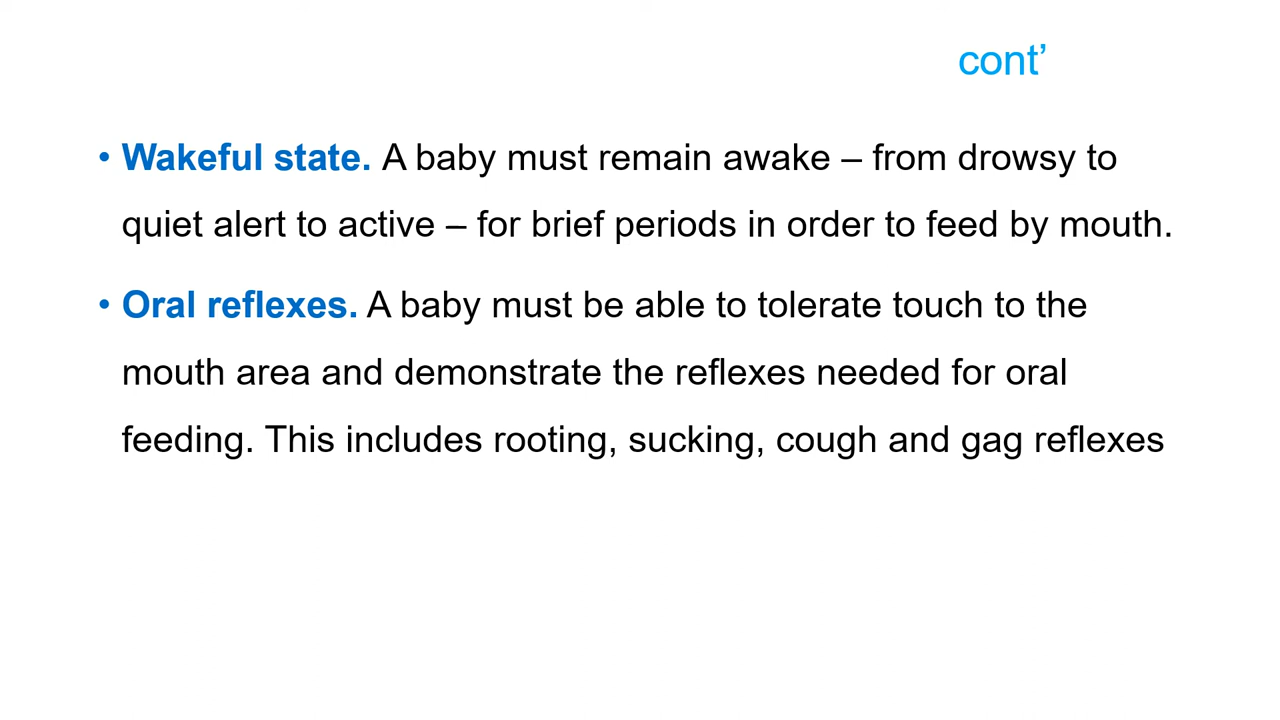 cont’
• Wakeful state. A baby must remain awake – from drowsy to
quiet alert to active – for brief periods in order to feed by mouth.
• Oral reflexes. A baby must be able to tolerate touch to the
mouth area and demonstrate the reflexes needed for oral
feeding. This includes rooting, sucking, cough and gag reflexes